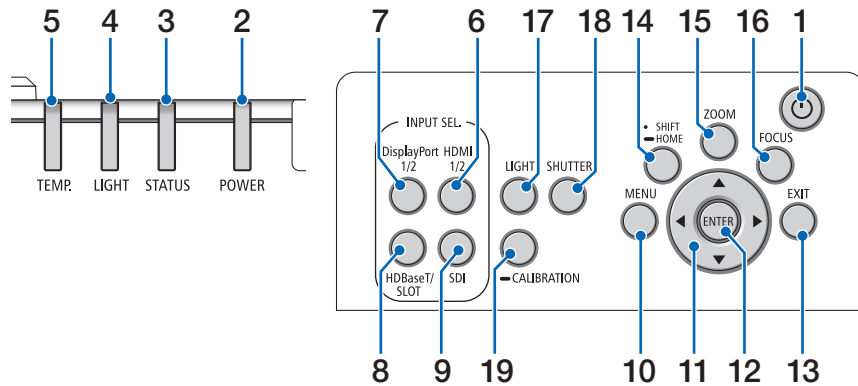 5 4 3 2 7 6 17 18 14 15 16 1
INPUT SEL.
DisplayPort HDMI
1/2 1/2
LIGHT SHUTTER
• SHIFT
━ HOME
ZOOM
FOCUS
TEMP. LIGHT STATUS POWER
MENU
ENTER
EXIT
HDBaseT/
SLOT
SDI
━ CALIBRATION
8 9 19 10 11 12 13